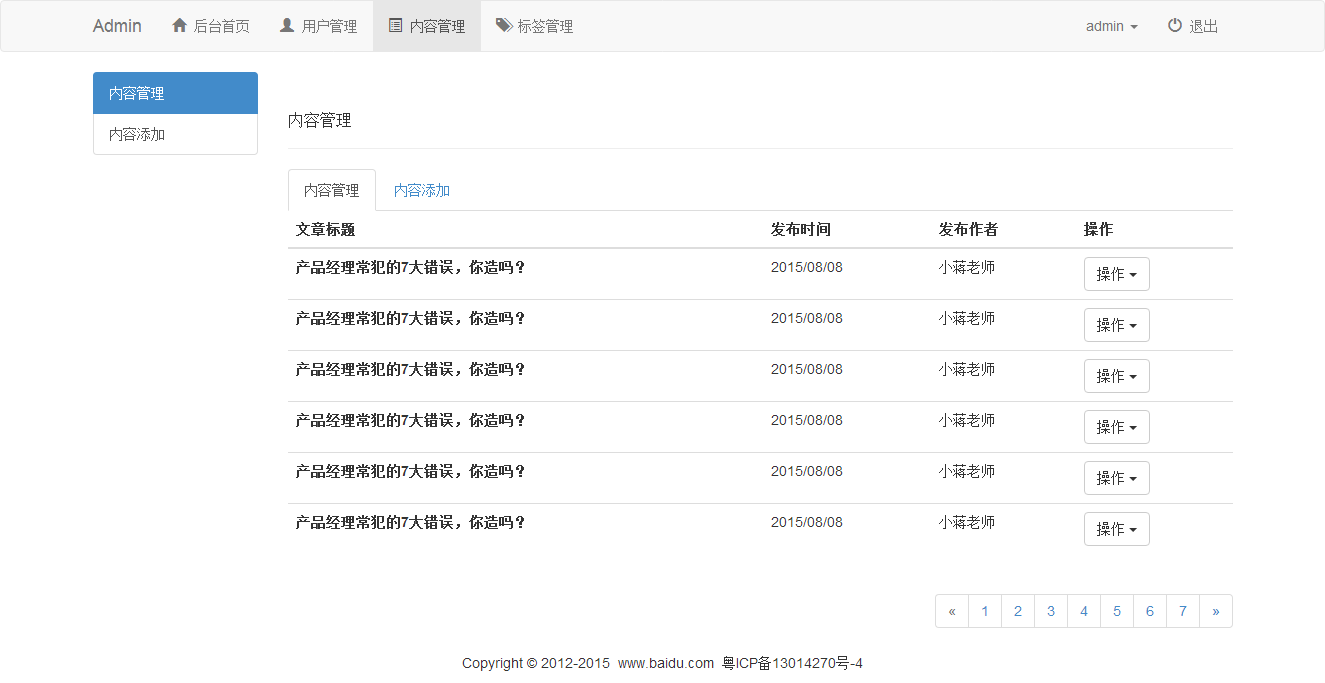 Admin 后台首页 用户管理 内容管理 标签管理 admin 退出
内容管理
内容添加
内容管理
内容管理 内容添加
文章标题 发布时间 发布作者 操作
产品经理常犯的7大错误，你造吗？ 2015/08/08 小蒋老师 操作
产品经理常犯的7大错误，你造吗？ 2015/08/08 小蒋老师 操作
产品经理常犯的7大错误，你造吗？ 2015/08/08 小蒋老师 操作
产品经理常犯的7大错误，你造吗？ 2015/08/08 小蒋老师 操作
产品经理常犯的7大错误，你造吗？ 2015/08/08 小蒋老师 操作
产品经理常犯的7大错误，你造吗？ 2015/08/08 小蒋老师 操作
« 1 2 3 4 5 6 7 »
Copyright © 2012-2015 www.baidu.com 粤ICP备13014270号-4